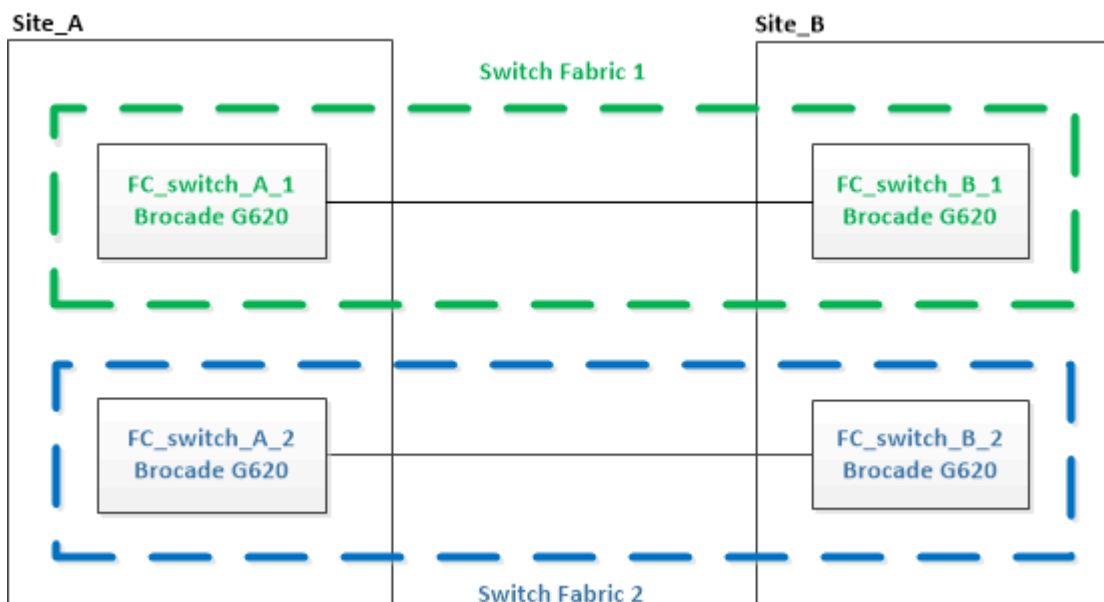 Site_A
Site_B
Switch Fabric 1
FC_switch_A_1
Brocade G620
FC_switch_B_1
Brocade G620
FC_switch_A_2
Brocade G620
FC_switch_B_2
Brocade G620
Switch Fabric 2